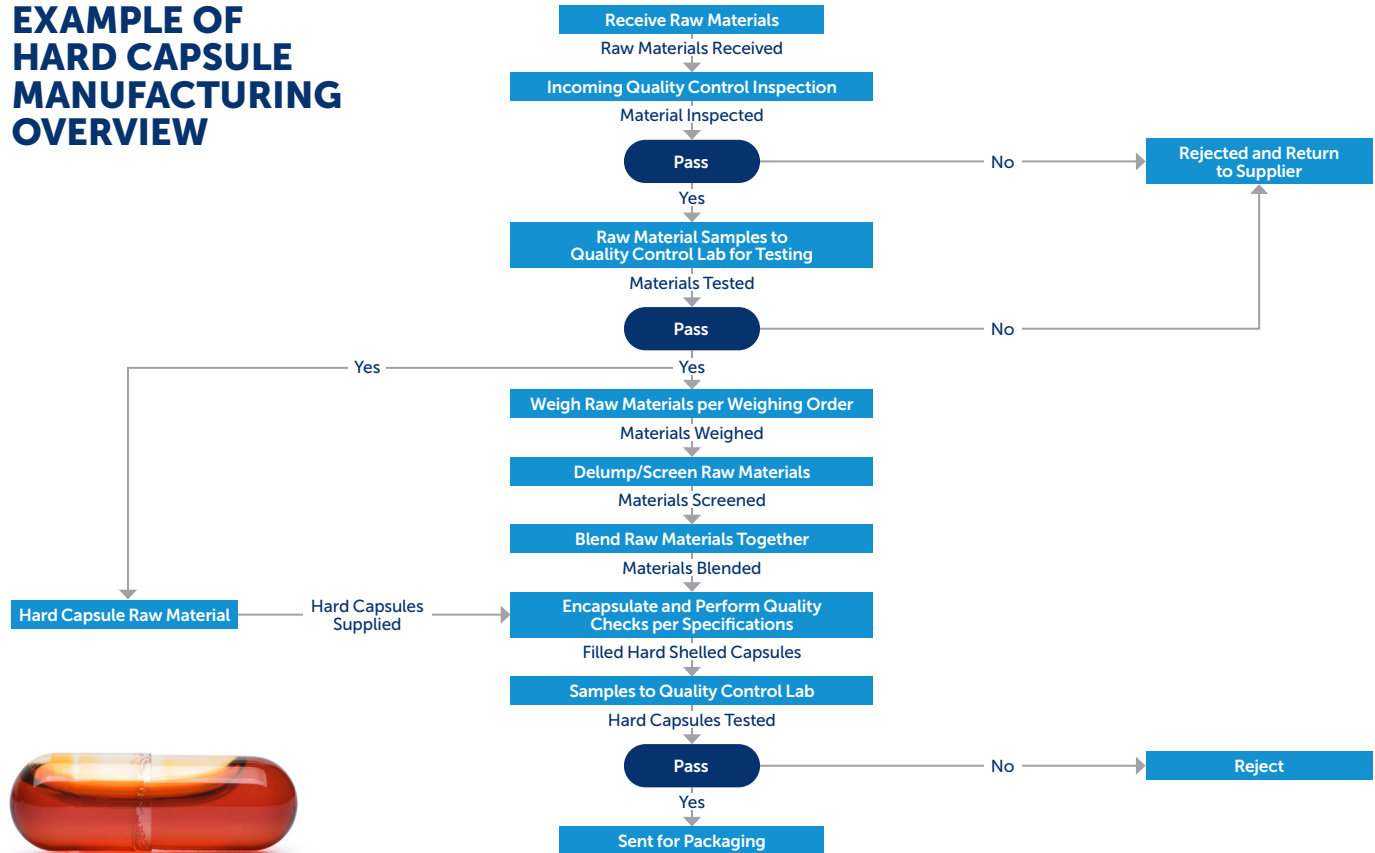 EXAMPLE OF
HARD CAPSULE
MANUFACTURING
OVERVIEW
Receive Raw Materials
Raw Materials Received
Incoming Quality Control Inspection
Material Inspected
Pass
No
Rejected and Return
to Supplier
Yes
Raw Material Samples to
Quality Control Lab for Testing
Materials Tested
Pass
No
Yes
Yes
Weigh Raw Materials per Weighing Order
Materials Weighed
Delump/Screen Raw Materials
Materials Screened
Blend Raw Materials Together
Materials Blended
Hard Capsule Raw Material
Hard Capsules
Supplied
Encapsulate and Perform Quality
Checks per Specifications
Filled Hard Shelled Capsules
Samples to Quality Control Lab
Hard Capsules Tested
Pass
No
Reject
Yes
Sent for Packaging